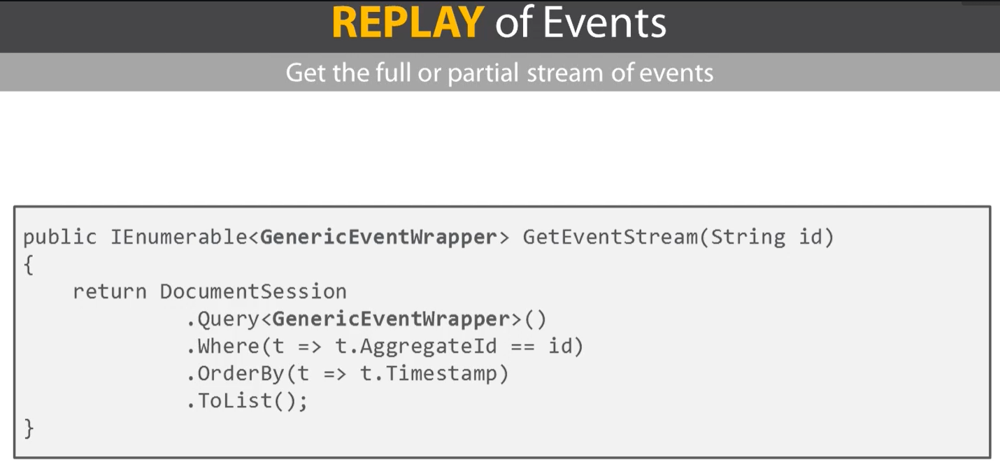 REPLAY of Events
Get the full or partial stream of events
public IEnumerable<GenericEventWrapper> GetEventStream(String id)
{
    return DocumentSession
             .Query<GenericEventWrapper>()
             .Where(t => t.AggregateId == id)
             .OrderBy(t => t.Timestamp)
             .ToList();
}